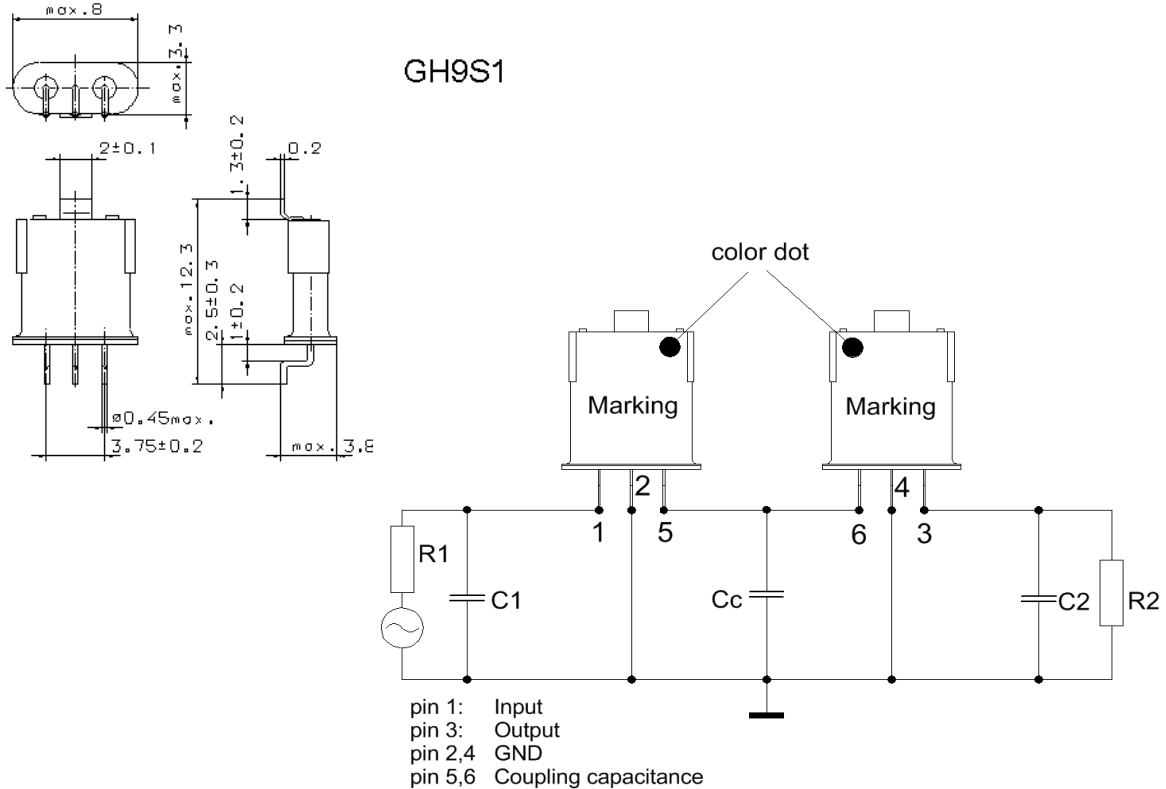 max.8
max.3.3
GH9S1
2±0.1
1.3±0.2
0.2
max.12.3
2.5±0.3
1±0.2
ø0.45max.
3.75±0.2
max.3.8
color dot
Marking
Marking
2
4
1
5
6
3
R1
C1
Cc
C2
R2
pin 1: Input
pin 3: Output
pin 2,4 GND
pin 5,6 Coupling capacitance